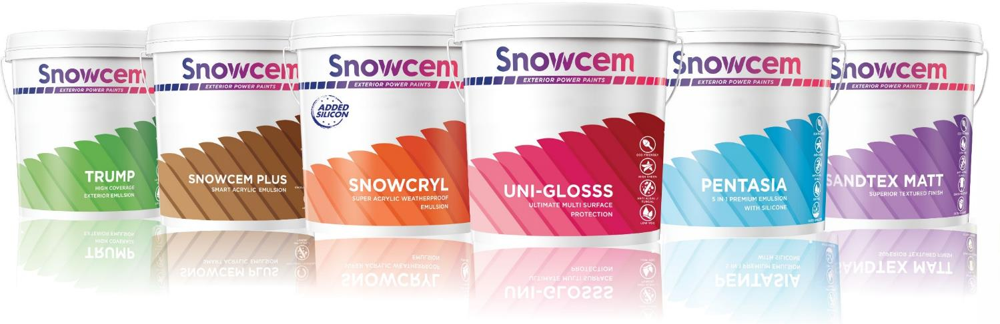 Snowcem
EXTERIOR POWER PAINTS
TRUMP
HIGH COVERAGE
EXTERIOR EMULSION
Snowcem
EXTERIOR POWER PAINTS
SNOWCEM PLUS
SMART ACRYLIC EMULSION
Snowcem
EXTERIOR POWER PAINTS
ADDED
SILICON
SNOWCRYL
SUPER ACRYLIC WEATHERPROOF
EMULSION
Snowcem
EXTERIOR POWER PAINTS
UNI-GLOSSS
ULTIMATE MULTI SURFACE
PROTECTION
ECO FRIENDLY
HIGH SHEEN
ANTI ALGAL /
FUNGAL
LOW VOC
Snowcem
EXTERIOR POWER PAINTS
PENTASIA
5 IN 1 PREMIUM EMULSION
WITH SILICONE
Snowcem
EXTERIOR POWER PAINTS
SANDTEX MATT
SUPERIOR TEXTURED FINISH